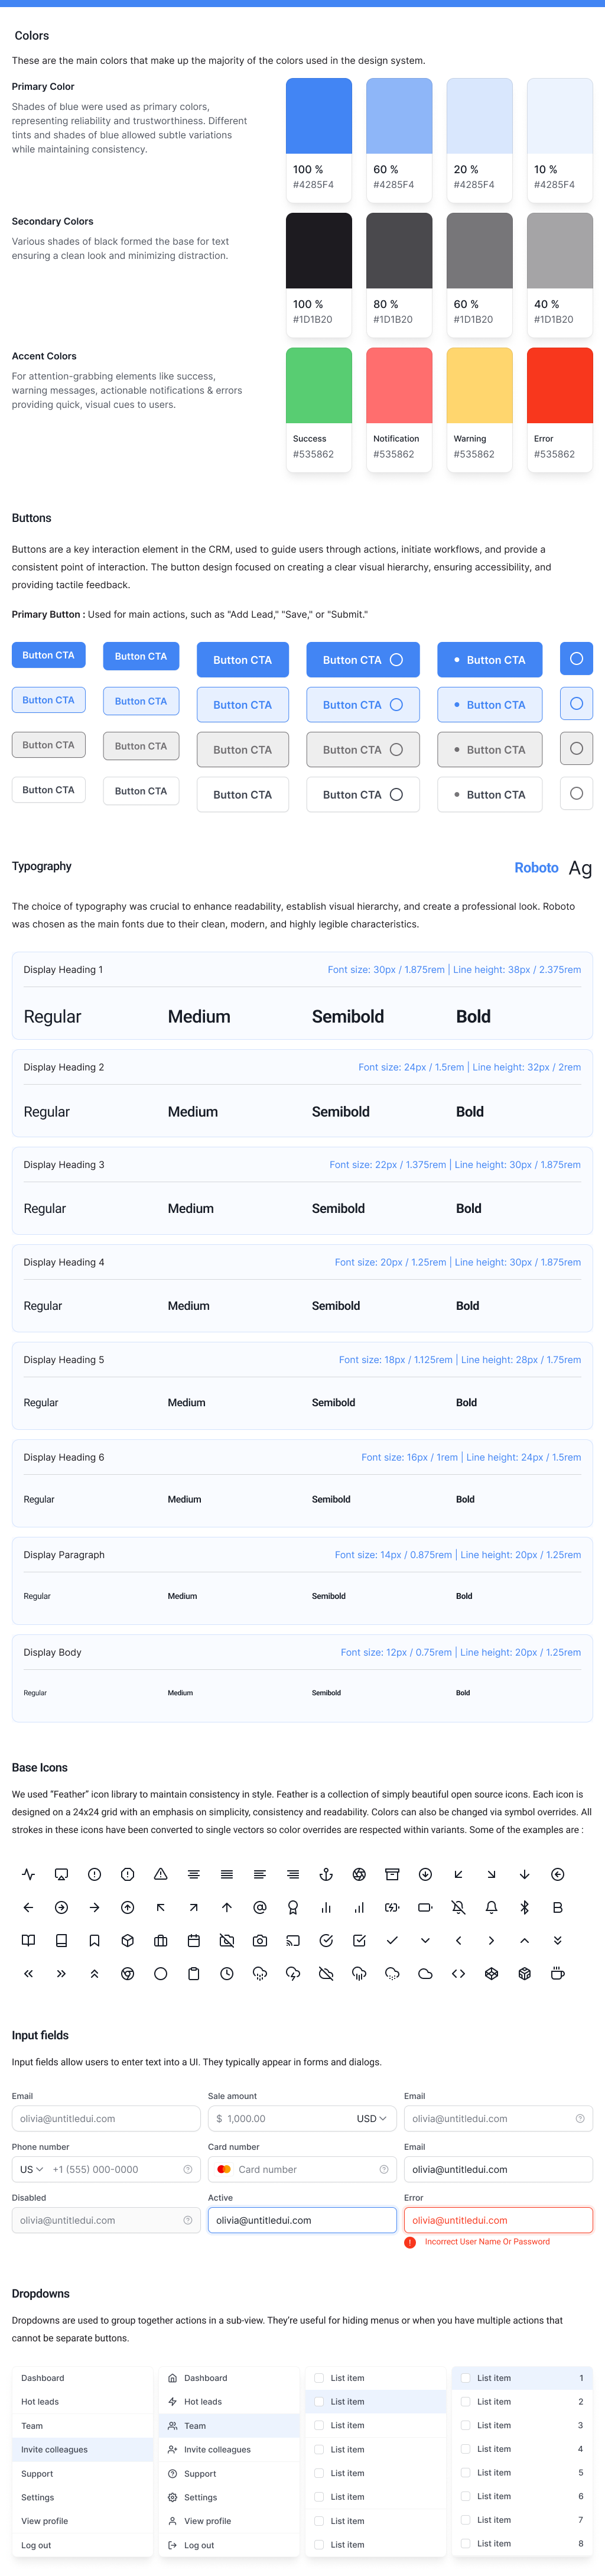 Colors
These are the main colors that make up the majority of the colors used in the design system.
Primary Color
Shades of blue were used as primary colors,
representing reliability and trustworthiness. Different
tints and shades of blue allowed subtle variations
while maintaining consistency.
100 %
#4285F4
60 %
#4285F4
20 %
#4285F4
10 %
#4285F4
Secondary Colors
Various shades of black formed the base for text
ensuring a clean look and minimizing distraction.
100 %
#1D1B20
80 %
#1D1B20
60 %
#1D1B20
40 %
#1D1B20
Accent Colors
For attention-grabbing elements like success,
warning messages, actionable notifications & errors
providing quick, visual cues to users.
Success
#535862
Notification
#535862
Warning
#535862
Error
#535862
Buttons
Buttons are a key interaction element in the CRM, used to guide users through actions, initiate workflows, and provide a
consistent point of interaction. The button design focused on creating a clear visual hierarchy, ensuring accessibility, and
providing tactile feedback.
Primary Button : Used for main actions, such as "Add Lead," "Save," or "Submit."
Button CTA Button CTA Button CTA Button CTA Button CTA
Button CTA Button CTA Button CTA Button CTA Button CTA
Button CTA Button CTA Button CTA Button CTA Button CTA
Button CTA Button CTA Button CTA Button CTA Button CTA
Typography
Roboto Ag
The choice of typography was crucial to enhance readability, establish visual hierarchy, and create a professional look. Roboto
was chosen as the main fonts due to their clean, modern, and highly legible characteristics.
Display Heading 1 Font size: 30px / 1.875rem | Line height: 38px / 2.375rem
Regular Medium Semibold Bold
Display Heading 2 Font size: 24px / 1.5rem | Line height: 32px / 2rem
Regular Medium Semibold Bold
Display Heading 3 Font size: 22px / 1.375rem | Line height: 30px / 1.875rem
Regular Medium Semibold Bold
Display Heading 4 Font size: 20px / 1.25rem | Line height: 30px / 1.875rem
Regular Medium Semibold Bold
Display Heading 5 Font size: 18px / 1.125rem | Line height: 28px / 1.75rem
Regular Medium Semibold Bold
Display Heading 6 Font size: 16px / 1rem | Line height: 24px / 1.5rem
Regular Medium Semibold Bold
Display Paragraph Font size: 14px / 0.875rem | Line height: 20px / 1.25rem
Regular Medium Semibold Bold
Display Body Font size: 12px / 0.75rem | Line height: 20px / 1.25rem
Regular Medium Semibold Bold
Base Icons
We used "Feather" icon library to maintain consistency in style. Feather is a collection of simply beautiful open source icons. Each icon is
designed on a 24x24 grid with an emphasis on simplicity, consistency and readability. Colors can also be changed via symbol overrides. All
strokes in these icons have been converted to single vectors so color overrides are respected within variants. Some of the examples are :
Input fields
Input fields allow users to enter text into a UI. They typically appear in forms and dialogs.
Email Sale amount Email
olivia@untitledui.com $ 1,000.00 USD olivia@untitledui.com
Phone number Card number Email
US +1 (555) 000-0000 Card number olivia@untitledui.com
Disabled Active Error
olivia@untitledui.com olivia@untitledui.com olivia@untitledui.com
Incorrect User Name Or Password
Dropdowns
Dropdowns are used to group together actions in a sub-view. They're useful for hiding menus or when you have multiple actions that
cannot be separate buttons.
Dashboard Dashboard List item List item 1
Hot leads Hot leads List item List item 2
Team Team List item List item 3
Invite colleagues Invite colleagues List item List item 4
Support Support List item List item 5
Settings Settings List item List item 6
View profile View profile List item List item 7
Log out Log out List item List item 8